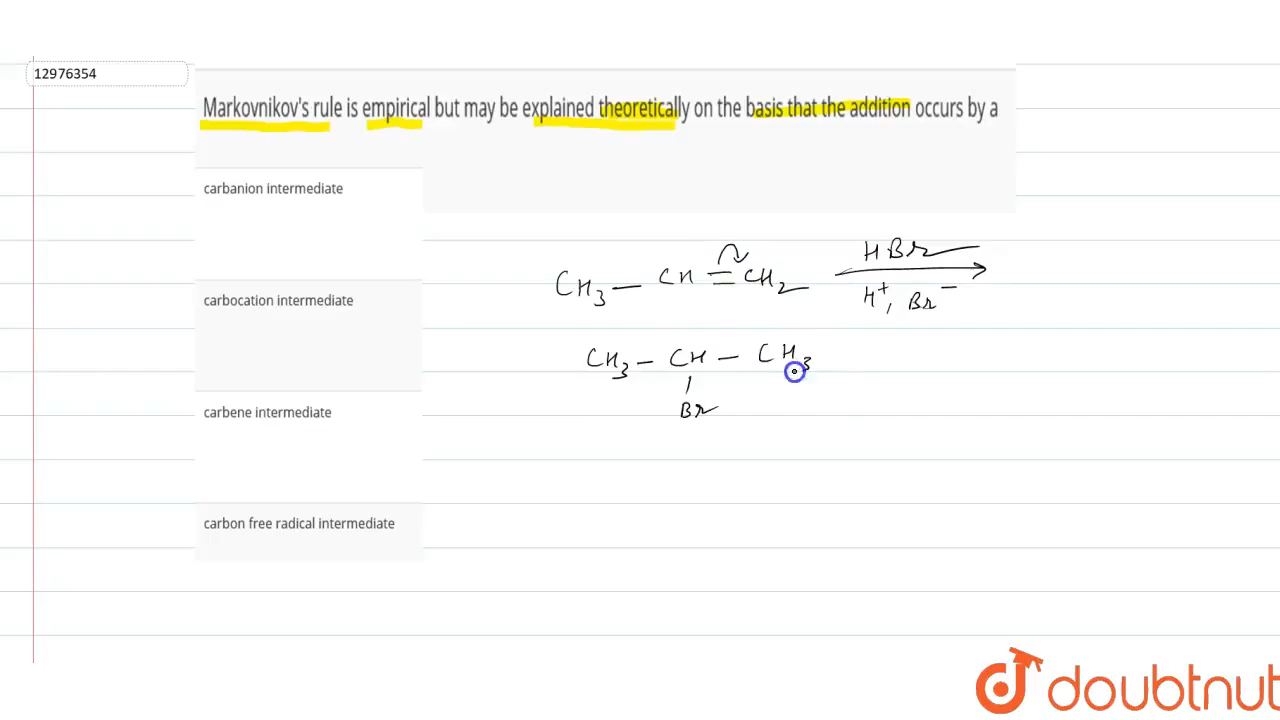 12976354
Markovnikov's rule is empirical but may be explained theoretically on the basis that the addition occurs by a
carbanion intermediate
carbocation intermediate
carbene intermediate
carbon free radical intermediate
CH3 — CH = CH2 HBr
H+, Br−
CH3 — CH — CH3
Br
doubtnut